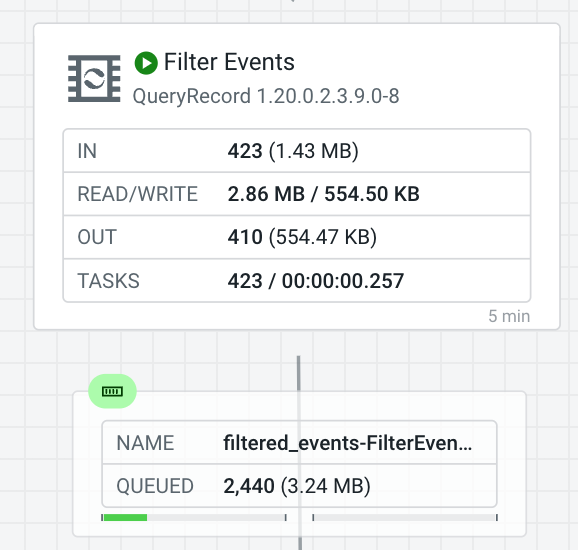 Filter Events
QueryRecord 1.20.0.2.3.9.0-8
IN 423 (1.43 MB)
READ/WRITE 2.86 MB / 554.50 KB
OUT 410 (554.47 KB)
TASKS 423 / 00:00:00.257
5 min
NAME filtered_events-FilterEven...
QUEUED 2,440 (3.24 MB)